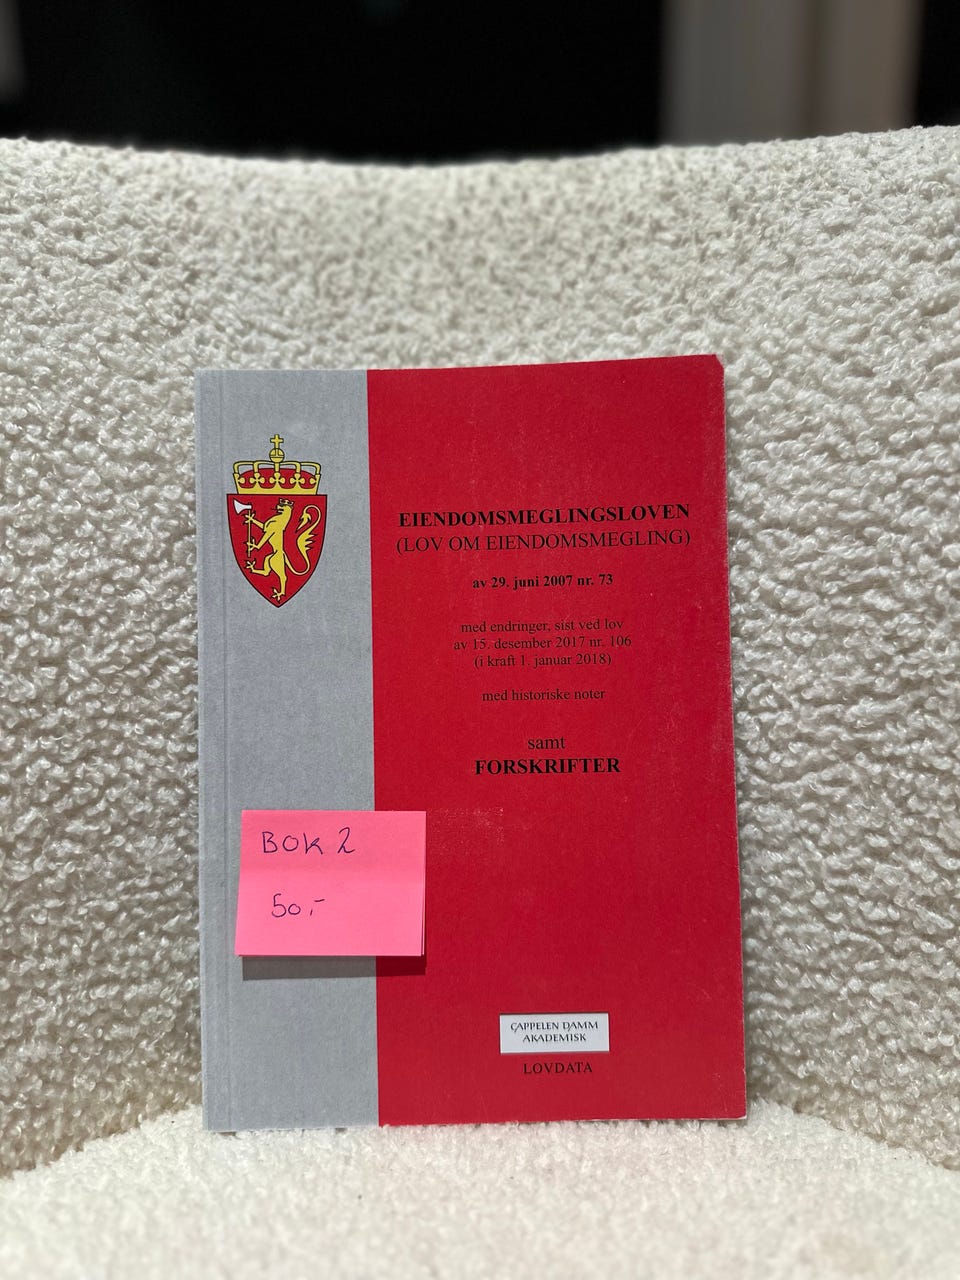 EIENDOMSMEGLINGSLOVEN
(LOV OM EIENDOMSMEGLING)
av 29. juni 2007 nr. 73
med endringer, sist ved lov
av 15. desember 2017 nr. 106
(i kraft 1. januar 2018)
med historiske noter
samt
FORSKRIFTER
BOK 2
50,-
CAPPELEN DAMM
AKADEMISK
LOVDATA